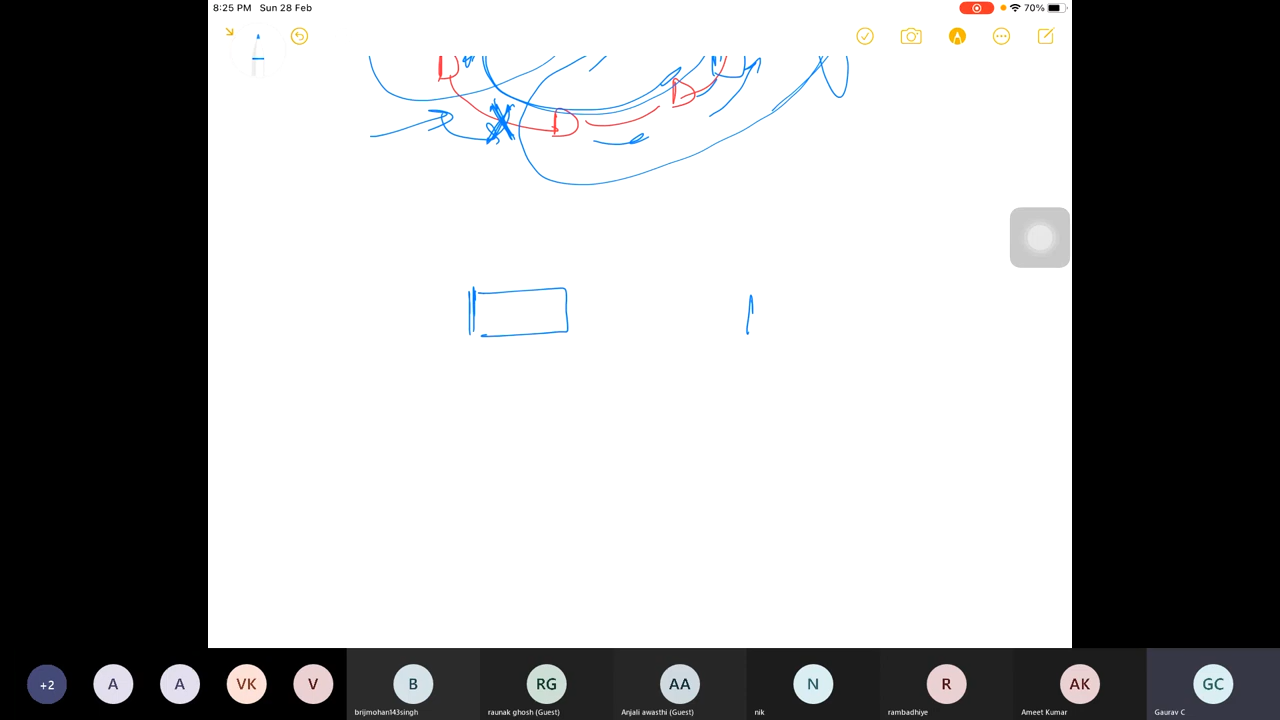 8:25 PM Sun 28 Feb 70%
D
D
D
+2 A A VK V B RG AA N R AK GC
brijmohan143singh raunak ghosh (Guest) Anjali awasthi (Guest) nik rambadhiye Ameet Kumar Gaurav C